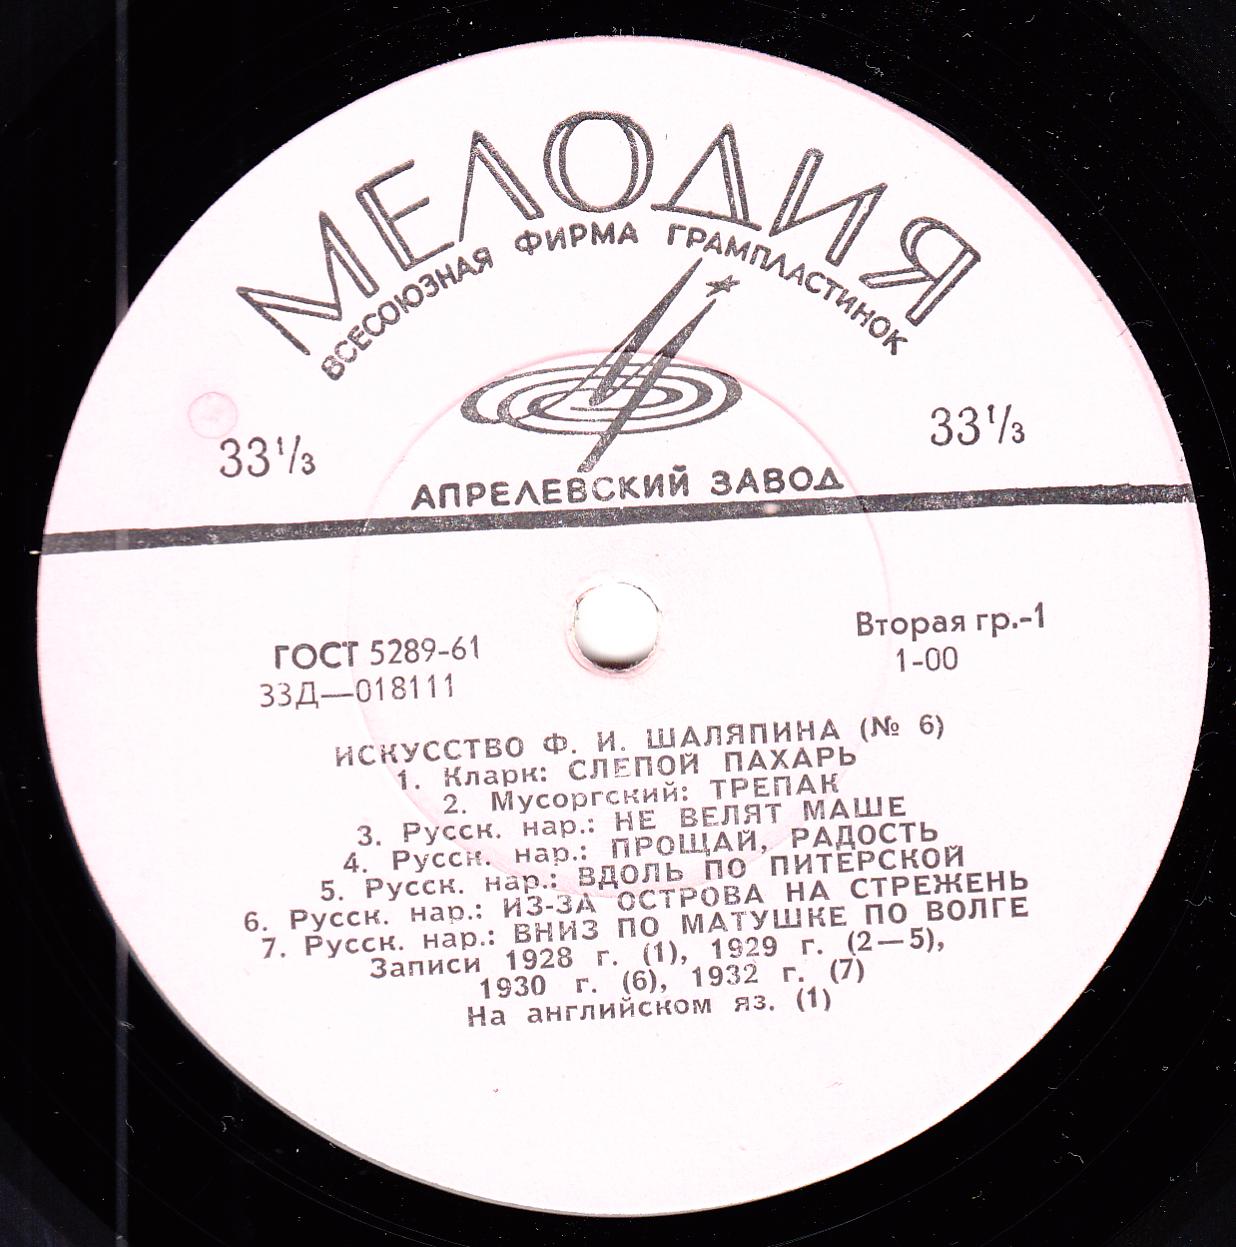 МЕЛОДИЯ
ВСЕСОЮЗНАЯ ФИРМА ГРАМПЛАСТИНОК
33 1/3
33 1/3
АПРЕЛЕВСКИЙ ЗАВОД
ГОСТ 5289-61
33Д—018111
Вторая гр.-1
1-00
ИСКУССТВО Ф. И. ШАЛЯПИНА (№ 6)
1. Кларк: СЛЕПОЙ ПАХАРЬ
2. Мусоргский: ТРЕПАК
3. Русск. нар.: НЕ ВЕЛЯТ МАШЕ
4. Русск. нар.: ПРОЩАЙ, РАДОСТЬ
5. Русск. нар.: ВДОЛЬ ПО ПИТЕРСКОЙ
6. Русск. нар.: ИЗ-ЗА ОСТРОВА НА СТРЕЖЕНЬ
7. Русск. нар.: ВНИЗ ПО МАТУШКЕ ПО ВОЛГЕ
Записи 1928 г. (1), 1929 г. (2—5),
1930 г. (6), 1932 г. (7)
На английском яз. (1)